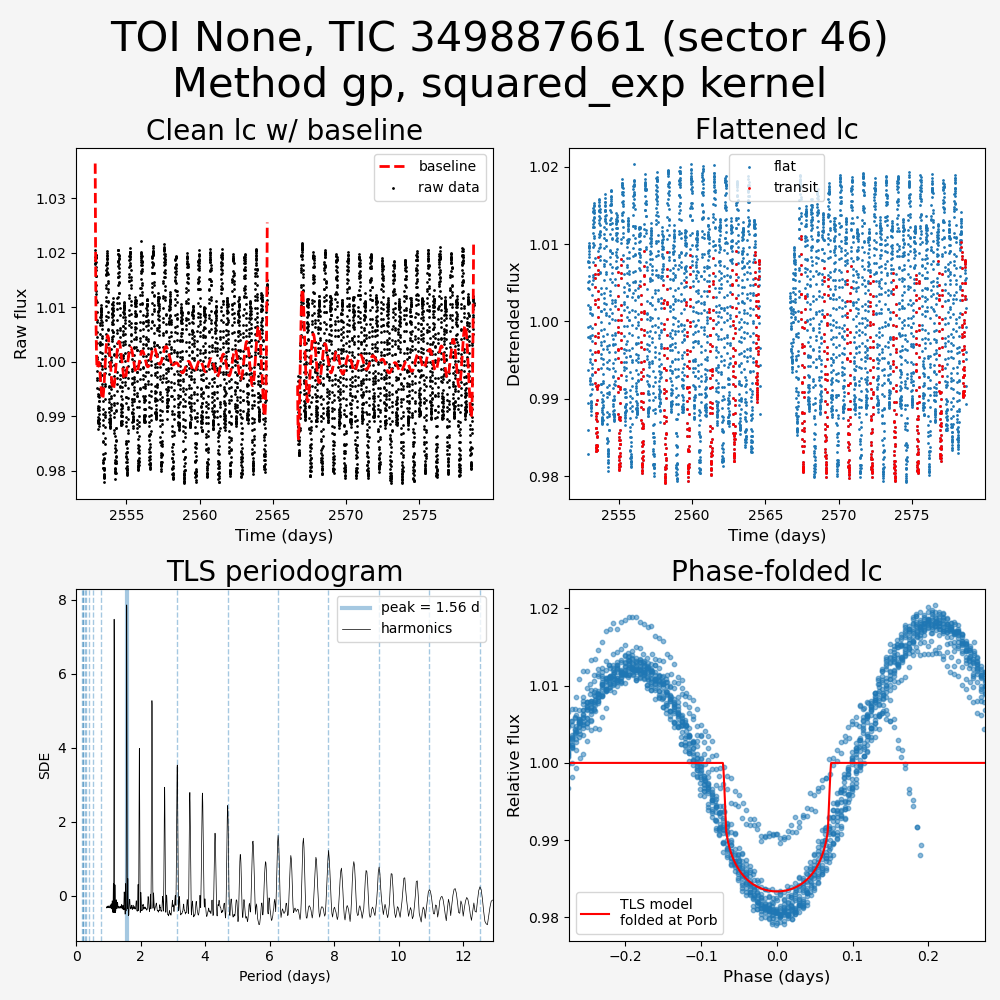 TOI None, TIC 349887661 (sector 46)
Method gp, squared_exp kernel
Clean lc w/ baseline
Raw flux
1.03
1.02
1.01
1.00
0.99
0.98
baseline
raw data
2555 2560 2565 2570 2575
Time (days)
Flattened lc
Detrended flux
1.02
1.01
1.00
0.99
0.98
flat
transit
2555 2560 2565 2570 2575
Time (days)
TLS periodogram
SDE
8
6
4
2
0
peak = 1.56 d
harmonics
0 2 4 6 8 10 12
Period (days)
Phase-folded lc
Relative flux
1.02
1.01
1.00
0.99
0.98
TLS model
folded at Porb
−0.2 −0.1 0.0 0.1 0.2
Phase (days)